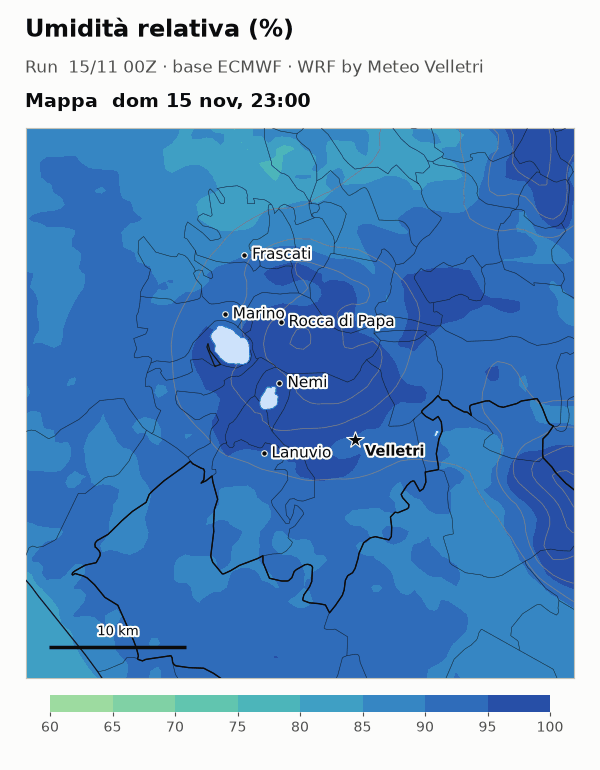 Umidità relativa (%)
Run  15/11 00Z · base ECMWF · WRF by Meteo Velletri
Mappa  dom 15 nov, 23:00
Frascati
Marino
Rocca di Papa
Nemi
Lanuvio
Velletri
10 km
60 65 70 75 80 85 90 95 100